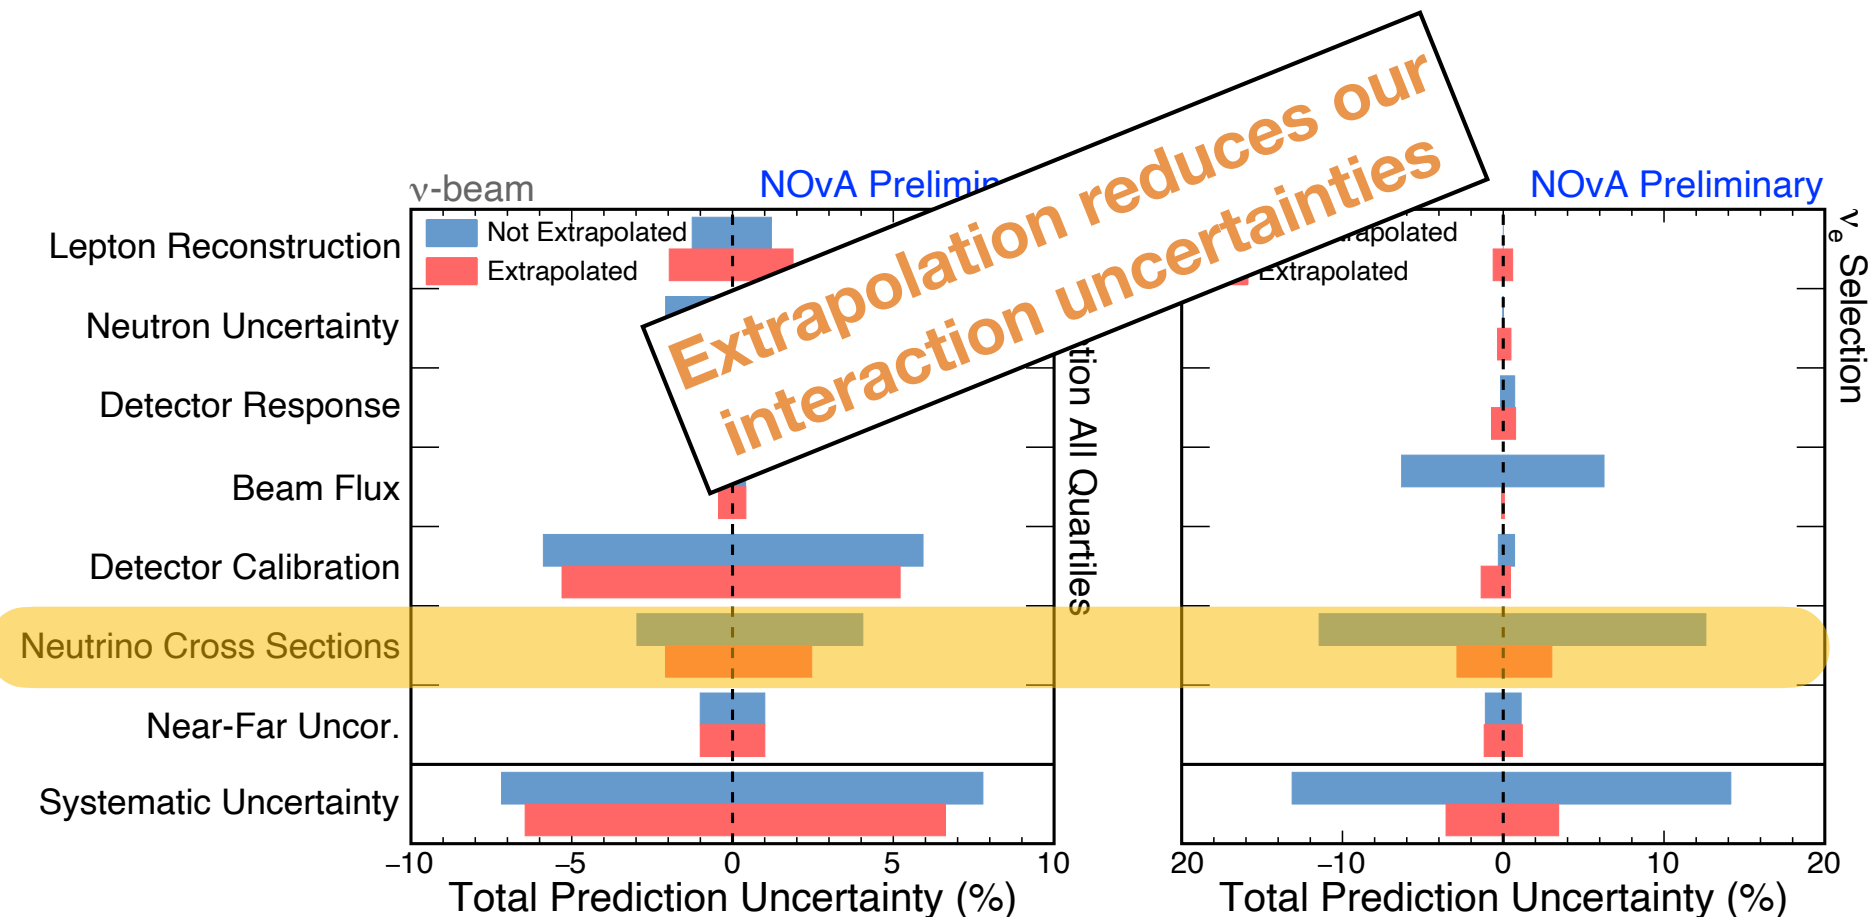 Extrapolation reduces our
interaction uncertainties
ν-beam
NOvA Prelimin
NOvA Preliminary
Not Extrapolated
Extrapolated
Extrapolated
Lepton Reconstruction
Neutron Uncertainty
Detector Response
Beam Flux
Detector Calibration
Neutrino Cross Sections
Near-Far Uncor.
Systematic Uncertainty
All Quartiles
νe Selection
−10 −5 0 5 10
20 −10 0 10 20
Total Prediction Uncertainty (%)
Total Prediction Uncertainty (%)